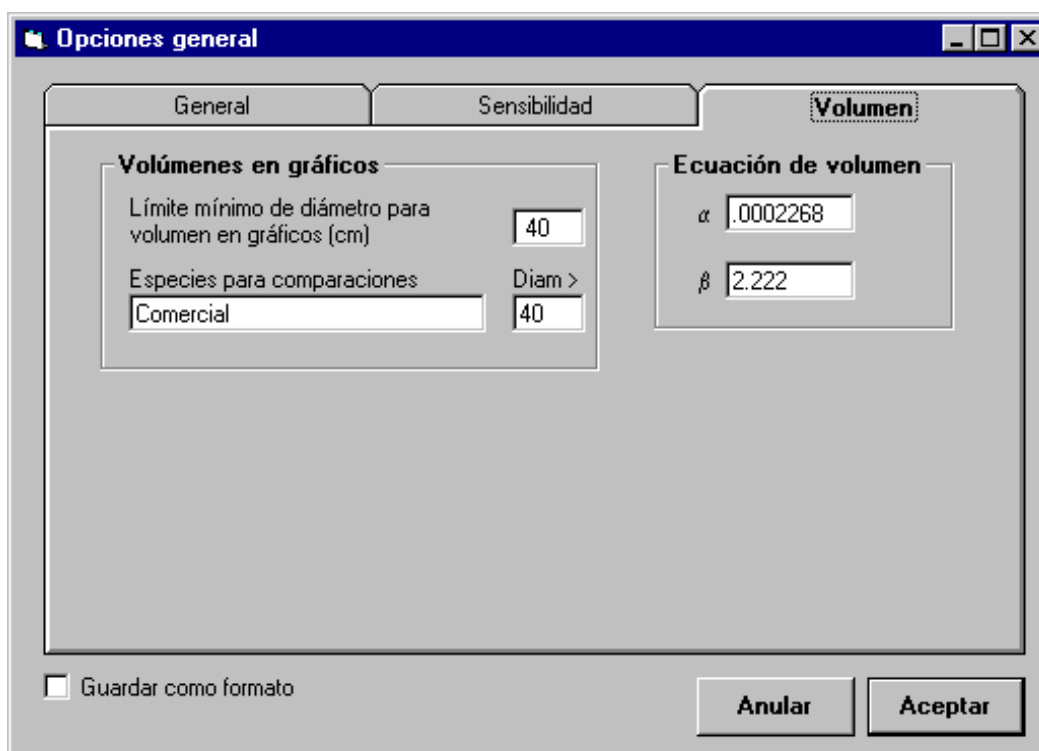 Opciones general
General
Sensibilidad
Volumen
Volúmenes en gráficos
Límite mínimo de diámetro para
volumen en gráficos (cm)
40
Especies para comparaciones
Diam >
Comercial
40
Ecuación de volumen
α .0002268
β 2.222
Guardar como formato
Anular
Aceptar